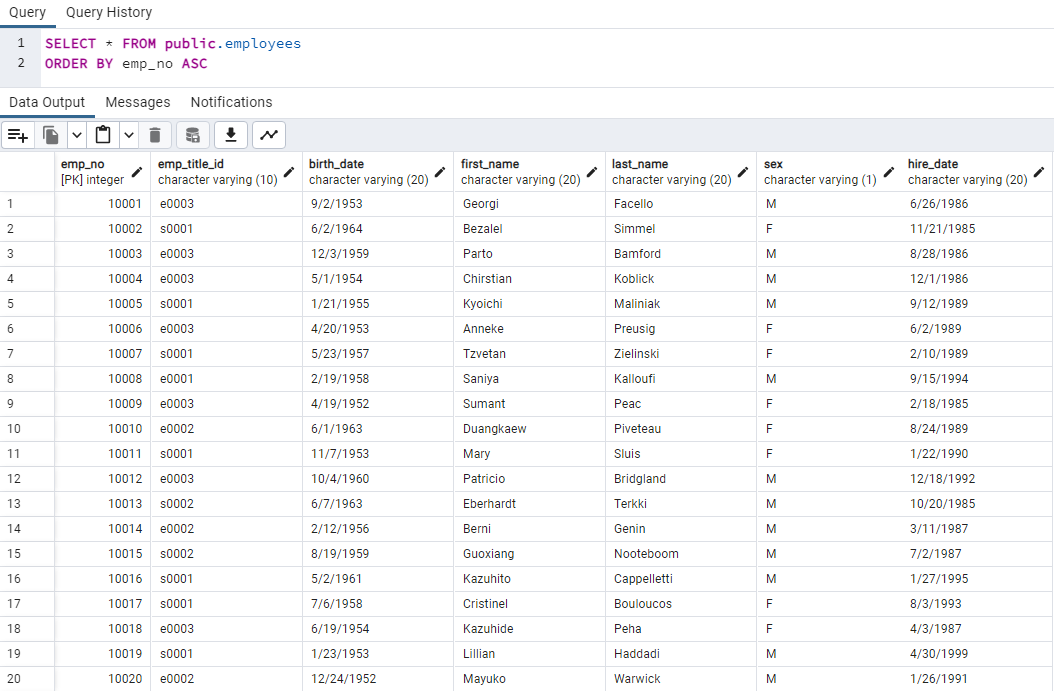 Query Query History
1 SELECT * FROM public.employees
2 ORDER BY emp_no ASC
Data Output Messages Notifications
emp_no emp_title_id birth_date first_name last_name sex hire_date
[PK] integer character varying (10) character varying (20) character varying (20) character varying (20) character varying (1) character varying (20)
1 10001 e0003 9/2/1953 Georgi Facello M 6/26/1986
2 10002 s0001 6/2/1964 Bezalel Simmel F 11/21/1985
3 10003 e0003 12/3/1959 Parto Bamford M 8/28/1986
4 10004 e0003 5/1/1954 Chirstian Koblick M 12/1/1986
5 10005 s0001 1/21/1955 Kyoichi Maliniak M 9/12/1989
6 10006 e0003 4/20/1953 Anneke Preusig F 6/2/1989
7 10007 s0001 5/23/1957 Tzvetan Zielinski F 2/10/1989
8 10008 e0001 2/19/1958 Saniya Kalloufi M 9/15/1994
9 10009 e0003 4/19/1952 Sumant Peac F 2/18/1985
10 10010 e0002 6/1/1963 Duangkaew Piveteau F 8/24/1989
11 10011 s0001 11/7/1953 Mary Sluis F 1/22/1990
12 10012 e0003 10/4/1960 Patricio Bridgland M 12/18/1992
13 10013 s0002 6/7/1963 Eberhardt Terkki M 10/20/1985
14 10014 e0002 2/12/1956 Berni Genin M 3/11/1987
15 10015 s0002 8/19/1959 Guoxiang Nooteboom M 7/2/1987
16 10016 s0001 5/2/1961 Kazuhito Cappelletti M 1/27/1995
17 10017 s0001 7/6/1958 Cristinel Bouloucos F 8/3/1993
18 10018 e0003 6/19/1954 Kazuhide Peha F 4/3/1987
19 10019 s0001 1/23/1953 Lillian Haddadi M 4/30/1999
20 10020 e0002 12/24/1952 Mayuko Warwick M 1/26/1991